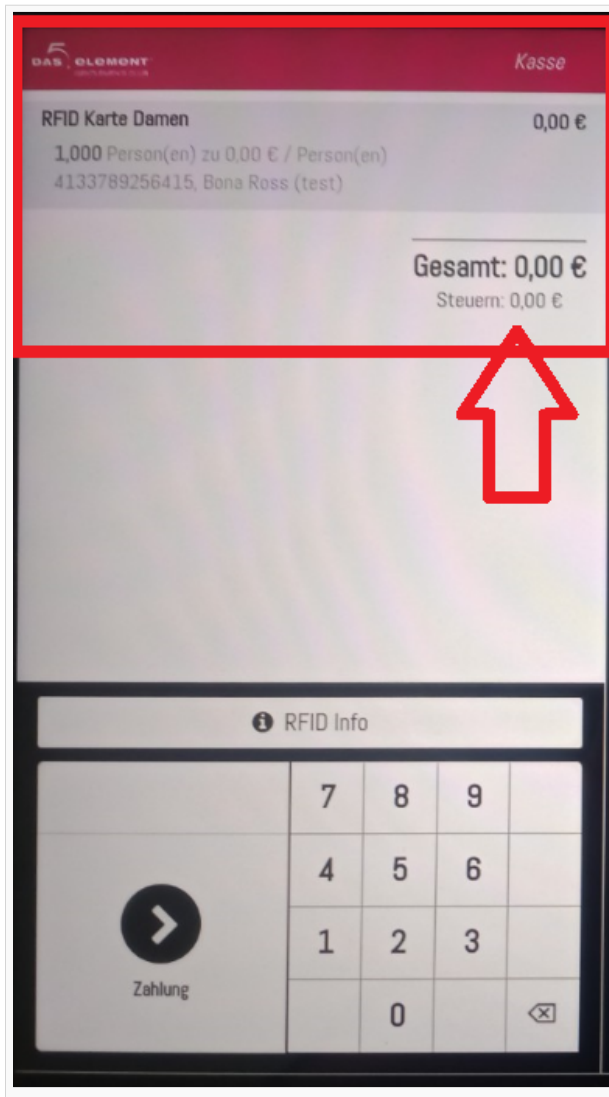 DAS 5 ELEMENT
Kasse
RFID Karte Damen 0,00 €
1,000 Person(en) zu 0,00 € / Person(en)
4133789256415, Bona Ross (test)
Gesamt: 0,00 €
Steuern: 0,00 €
RFID Info
7 8 9
4 5 6
1 2 3
Zahlung
0